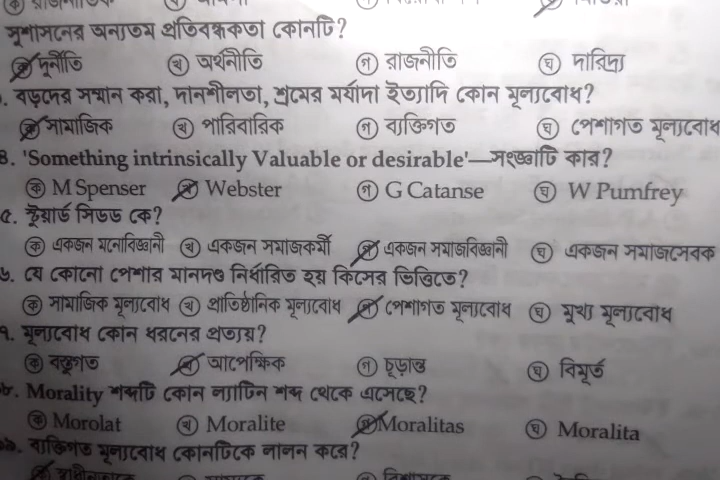 সুশাসনের অন্যতম প্রতিবন্ধকতা কোনটি?
ক দুর্নীতি খ অর্থনীতি গ রাজনীতি ঘ দারিদ্র্য
. বড়দের সম্মান করা, দানশীলতা, শ্রমের মর্যাদা ইত্যাদি কোন মূল্যবোধ?
ক সামাজিক খ পারিবারিক গ ব্যক্তিগত ঘ পেশাগত মূল্যবোধ
৪. 'Something intrinsically Valuable or desirable'—সংজ্ঞাটি কার?
ক M Spenser খ Webster গ G Catanse ঘ W Pumfrey
৫. স্টুয়ার্ট সিডড কে?
ক একজন মনোবিজ্ঞানী খ একজন সমাজকর্মী গ একজন সমাজবিজ্ঞানী ঘ একজন সমাজসেবক
৬. যে কোনো পেশার মানদণ্ড নির্ধারিত হয় কিসের ভিত্তিতে?
ক সামাজিক মূল্যবোধ খ প্রাতিষ্ঠানিক মূল্যবোধ গ পেশাগত মূল্যবোধ ঘ মুখ্য মূল্যবোধ
৭. মূল্যবোধ কোন ধরনের প্রত্যয়?
ক বস্তুগত খ আপেক্ষিক গ চূড়ান্ত ঘ বিমূর্ত
৮. Morality শব্দটি কোন ল্যাটিন শব্দ থেকে এসেছে?
ক Morolat খ Moralite গ Moralitas ঘ Moralita
ব্যক্তিগত মূল্যবোধ কোনটিকে লালন করে?